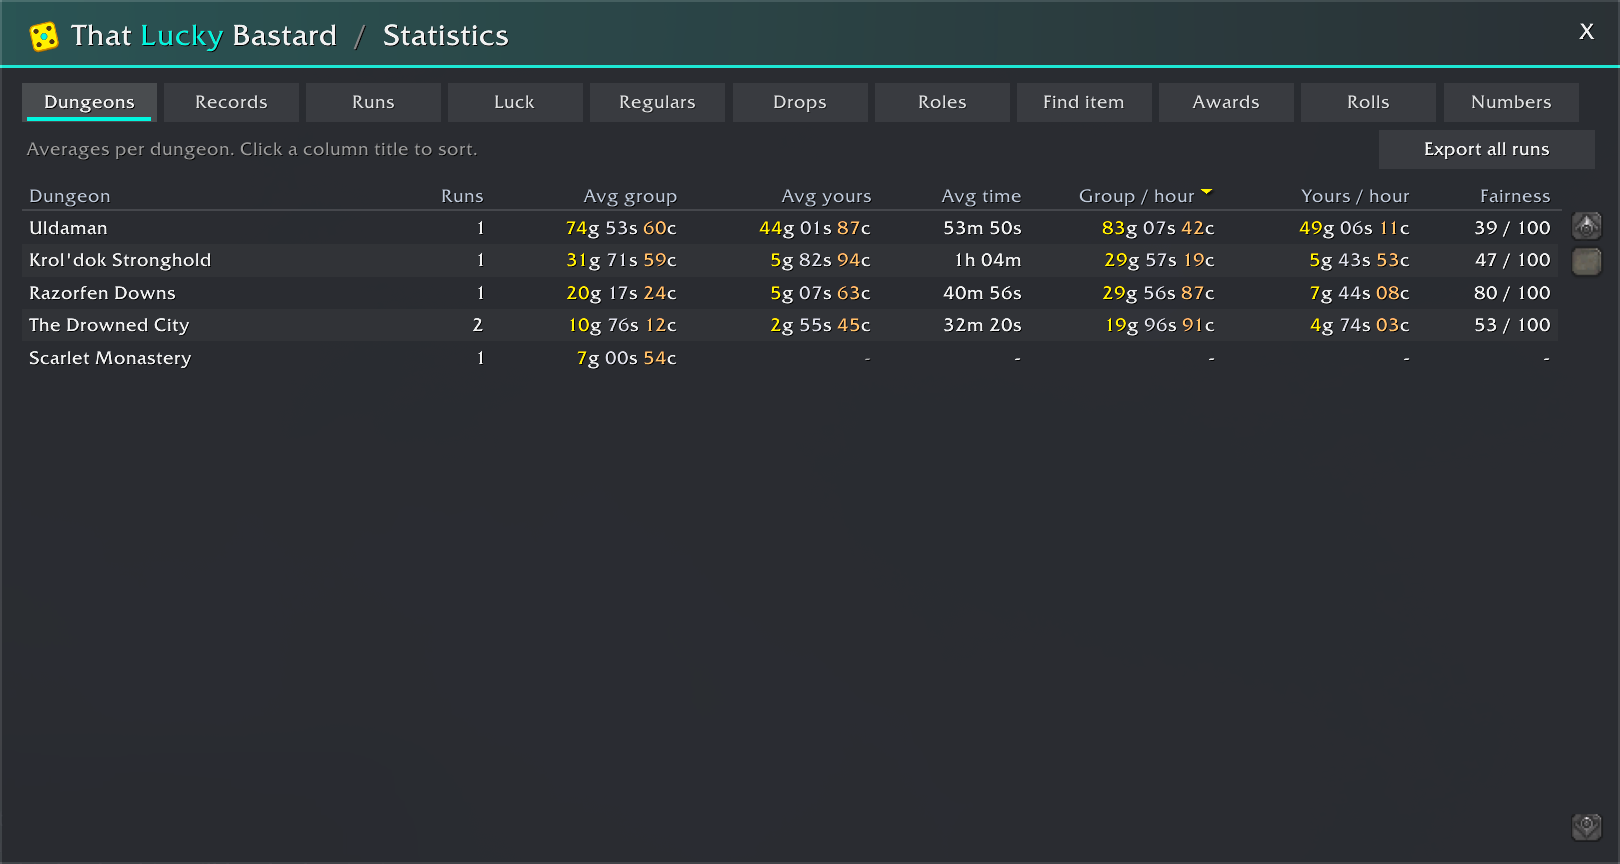 That Lucky Bastard / Statistics X
Dungeons Records Runs Luck Regulars Drops Roles Find item Awards Rolls Numbers
Averages per dungeon. Click a column title to sort. Export all runs
Dungeon Runs Avg group Avg yours Avg time Group / hour Yours / hour Fairness
Uldaman 1 74g 53s 60c 44g 01s 87c 53m 50s 83g 07s 42c 49g 06s 11c 39 / 100
Krol'dok Stronghold 1 31g 71s 59c 5g 82s 94c 1h 04m 29g 57s 19c 5g 43s 53c 47 / 100
Razorfen Downs 1 20g 17s 24c 5g 07s 63c 40m 56s 29g 56s 87c 7g 44s 08c 80 / 100
The Drowned City 2 10g 76s 12c 2g 55s 45c 32m 20s 19g 96s 91c 4g 74s 03c 53 / 100
Scarlet Monastery 1 7g 00s 54c - - - - -